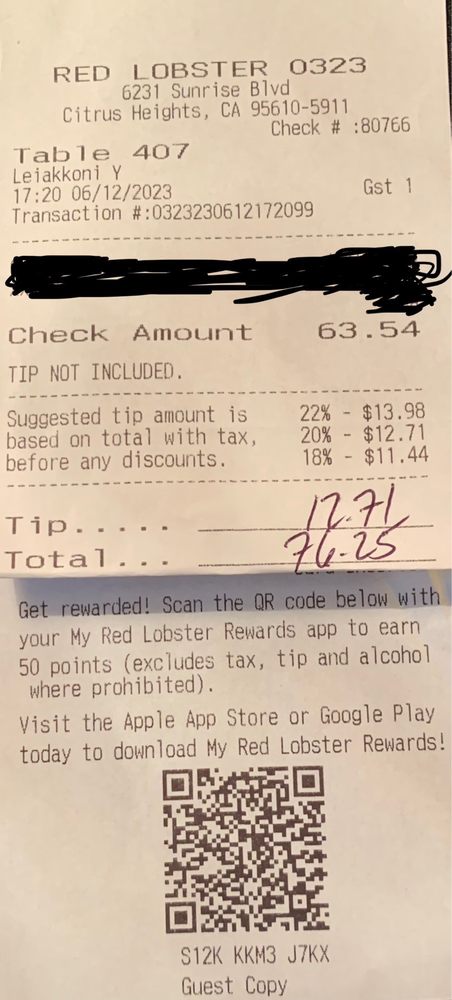 RED LOBSTER 0323
6231 Sunrise Blvd
Citrus Heights, CA 95610-5911
Check # :80766
Table 407
Leiakkoni Y
17:20 06/12/2023 Gst 1
Transaction #:0323230612172099
Check Amount 63.54
TIP NOT INCLUDED.
Suggested tip amount is 22% - $13.98
based on total with tax, 20% - $12.71
before any discounts. 18% - $11.44
Tip..... 12.71
Total... 76.25
Get rewarded! Scan the QR code below with
your My Red Lobster Rewards app to earn
50 points (excludes tax, tip and alcohol
where prohibited).
Visit the Apple App Store or Google Play
today to download My Red Lobster Rewards!
S12K KKM3 J7KX
Guest Copy